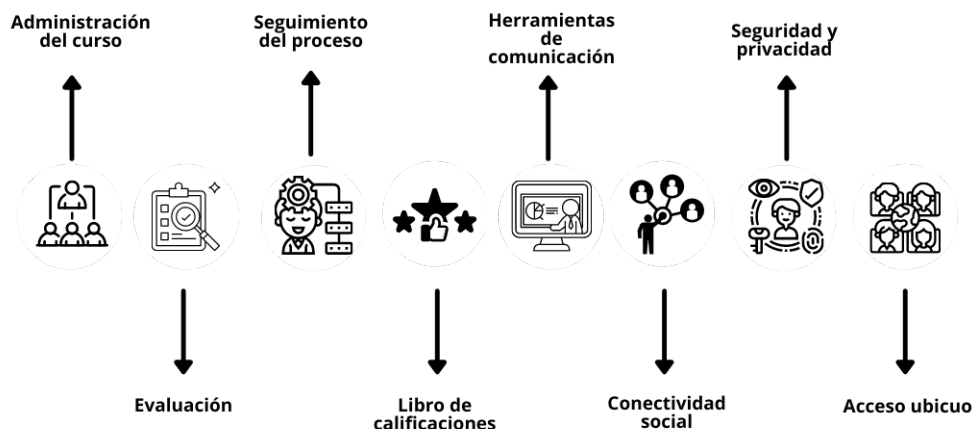 Administración
del curso
Seguimiento
del proceso
Herramientas
de
comunicación
Seguridad y
privacidad
Evaluación
Libro de
calificaciones
Conectividad
social
Acceso ubicuo